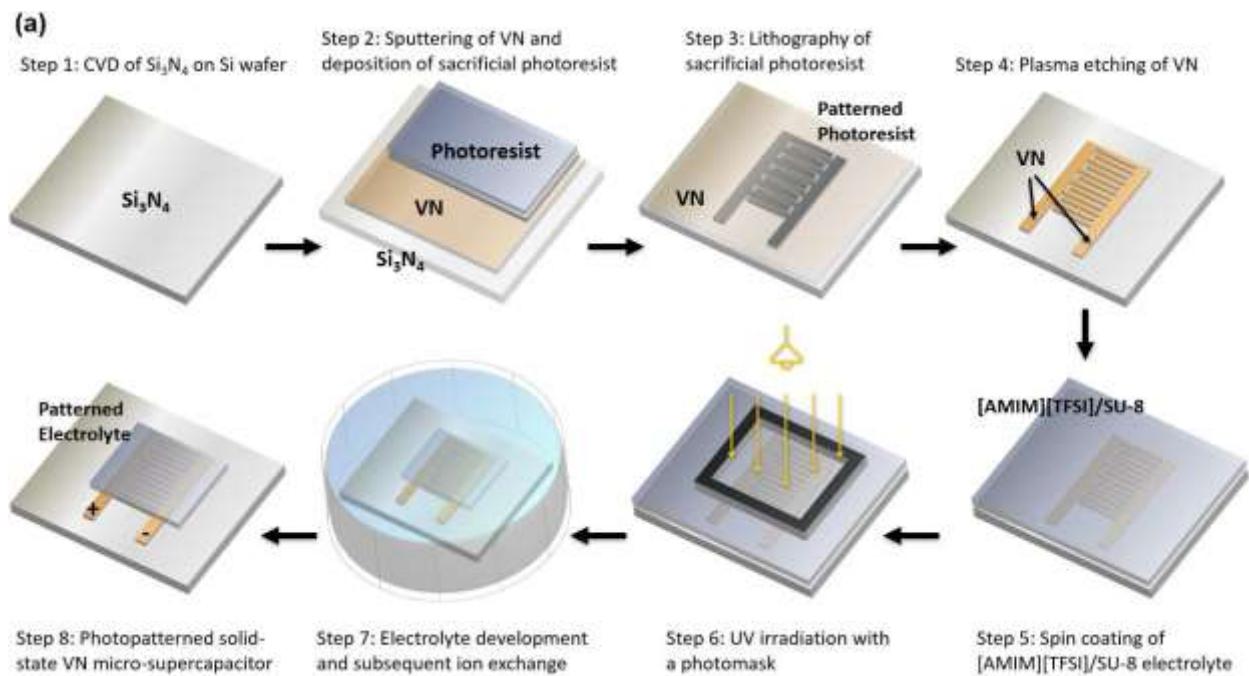 (a)
Step 1: CVD of Si₃N₄ on Si wafer
Si₃N₄
Step 2: Sputtering of VN and
deposition of sacrificial photoresist
Photoresist
VN
Si₃N₄
Step 3: Lithography of
sacrificial photoresist
Patterned
Photoresist
VN
Step 4: Plasma etching of VN
VN
[AMIM][TFSI]/SU-8
Step 5: Spin coating of
[AMIM][TFSI]/SU-8 electrolyte
Step 6: UV irradiation with
a photomask
Step 7: Electrolyte development
and subsequent ion exchange
Patterned
Electrolyte
+
-
Step 8: Photopatterned solid-
state VN micro-supercapacitor